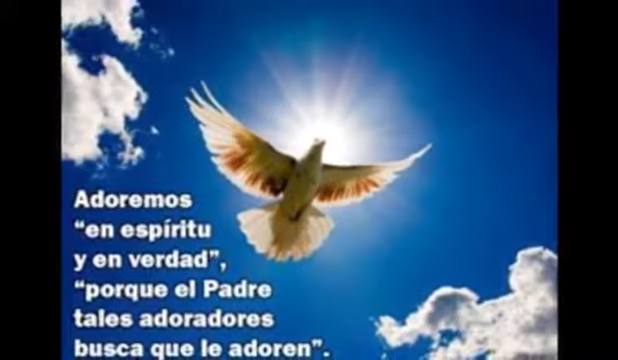 Adoremos
“en espíritu
y en verdad”,
“porque el Padre
tales adoradores
busca que le adoren”.